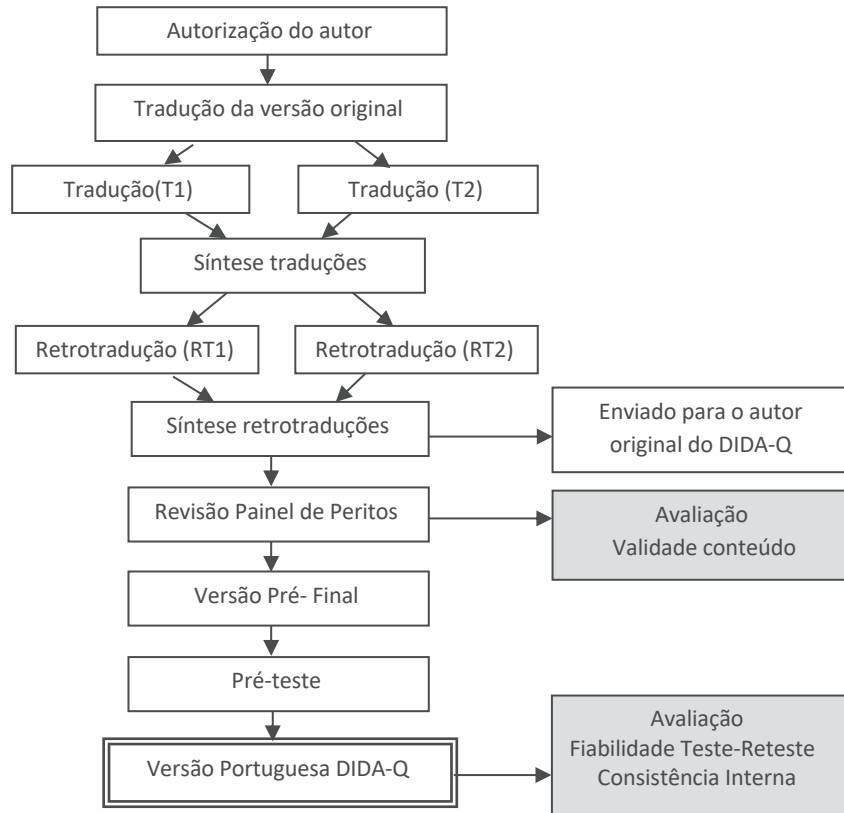 Autorização do autor
Tradução da versão original
Tradução(T1)
Tradução (T2)
Síntese traduções
Retrotradução (RT1)
Retrotradução (RT2)
Síntese retrotraduções
Enviado para o autor
original do DIDA-Q
Revisão Painel de Peritos
Avaliação
Validade conteúdo
Versão Pré- Final
Pré-teste
Versão Portuguesa DIDA-Q
Avaliação
Fiabilidade Teste-Reteste
Consistência Interna